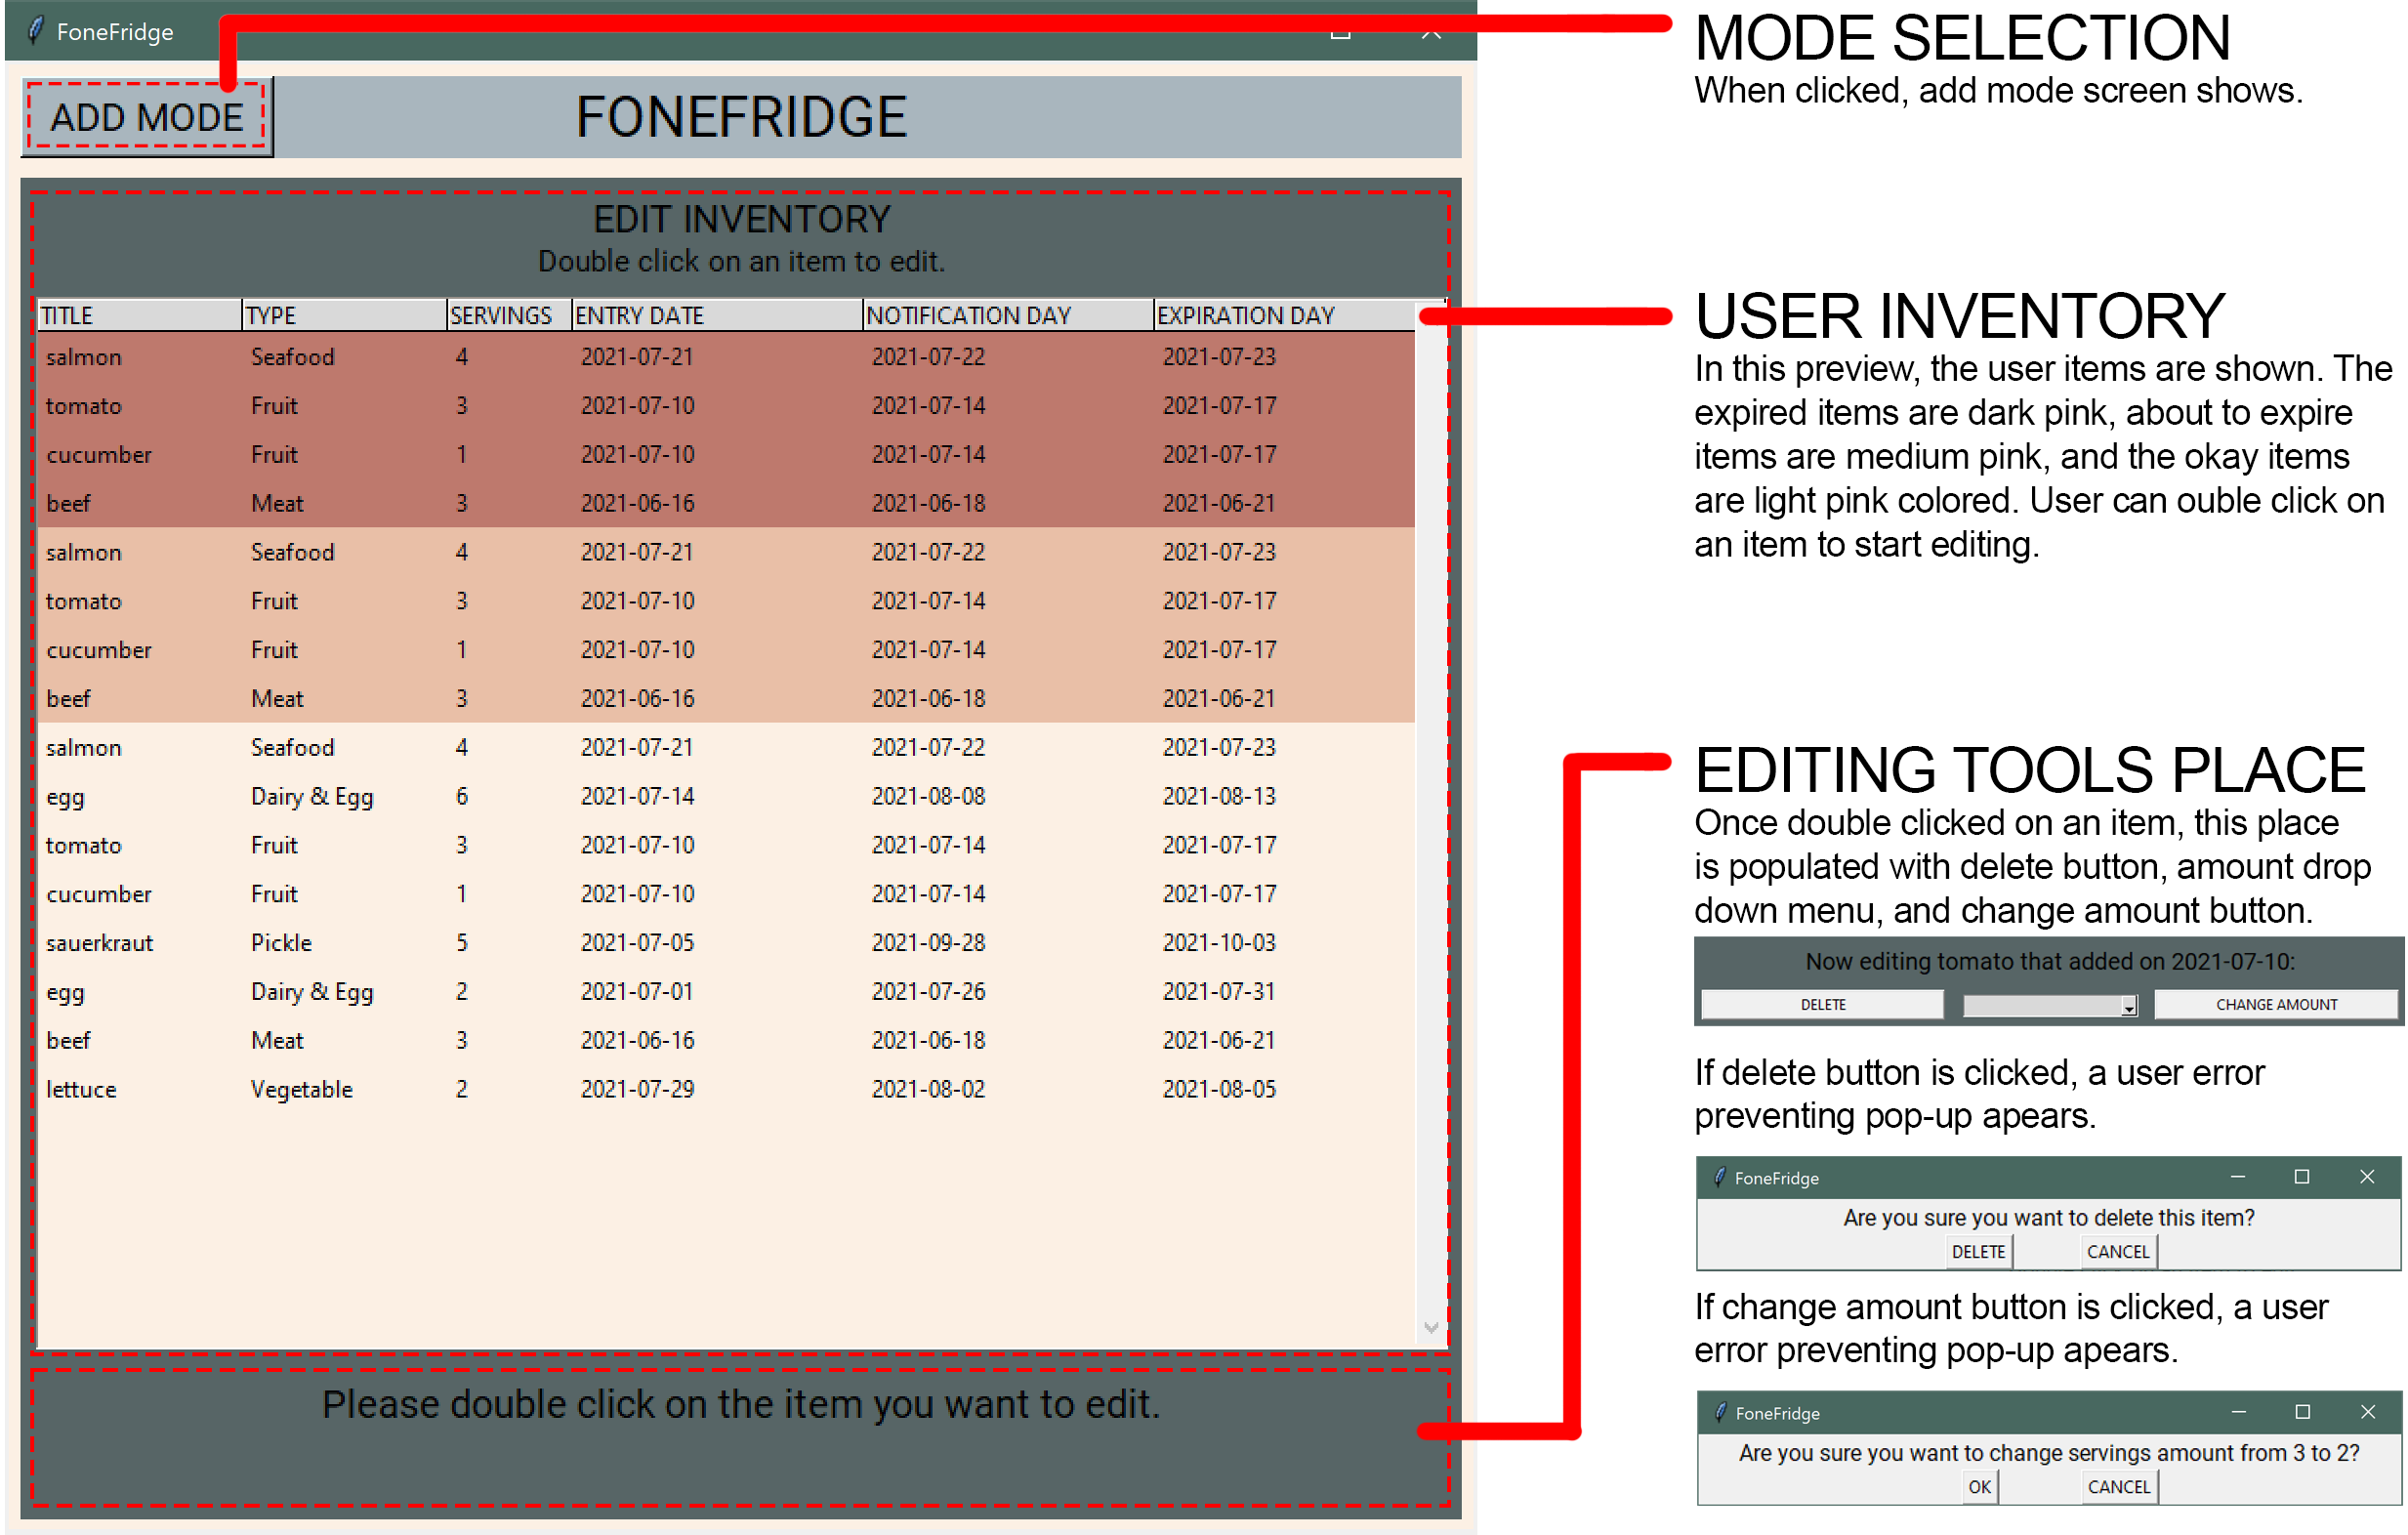 FoneFridge
ADD MODE
FONEFRIDGE
EDIT INVENTORY
Double click on an item to edit.
TITLE TYPE SERVINGS ENTRY DATE NOTIFICATION DAY EXPIRATION DAY
salmon Seafood 4 2021-07-21 2021-07-22 2021-07-23
tomato Fruit 3 2021-07-10 2021-07-14 2021-07-17
cucumber Fruit 1 2021-07-10 2021-07-14 2021-07-17
beef Meat 3 2021-06-16 2021-06-18 2021-06-21
salmon Seafood 4 2021-07-21 2021-07-22 2021-07-23
tomato Fruit 3 2021-07-10 2021-07-14 2021-07-17
cucumber Fruit 1 2021-07-10 2021-07-14 2021-07-17
beef Meat 3 2021-06-16 2021-06-18 2021-06-21
salmon Seafood 4 2021-07-21 2021-07-22 2021-07-23
egg Dairy & Egg 6 2021-07-14 2021-08-08 2021-08-13
tomato Fruit 3 2021-07-10 2021-07-14 2021-07-17
cucumber Fruit 1 2021-07-10 2021-07-14 2021-07-17
sauerkraut Pickle 5 2021-07-05 2021-09-28 2021-10-03
egg Dairy & Egg 2 2021-07-01 2021-07-26 2021-07-31
beef Meat 3 2021-06-16 2021-06-18 2021-06-21
lettuce Vegetable 2 2021-07-29 2021-08-02 2021-08-05
Please double click on the item you want to edit.
MODE SELECTION
When clicked, add mode screen shows.
USER INVENTORY
In this preview, the user items are shown. The
expired items are dark pink, about to expire
items are medium pink, and the okay items
are light pink colored. User can ouble click on
an item to start editing.
EDITING TOOLS PLACE
Once double clicked on an item, this place
is populated with delete button, amount drop
down menu, and change amount button.
Now editing tomato that added on 2021-07-10:
DELETE CHANGE AMOUNT
If delete button is clicked, a user error
preventing pop-up apears.
FoneFridge
Are you sure you want to delete this item?
DELETE CANCEL
If change amount button is clicked, a user
error preventing pop-up apears.
FoneFridge
Are you sure you want to change servings amount from 3 to 2?
OK CANCEL